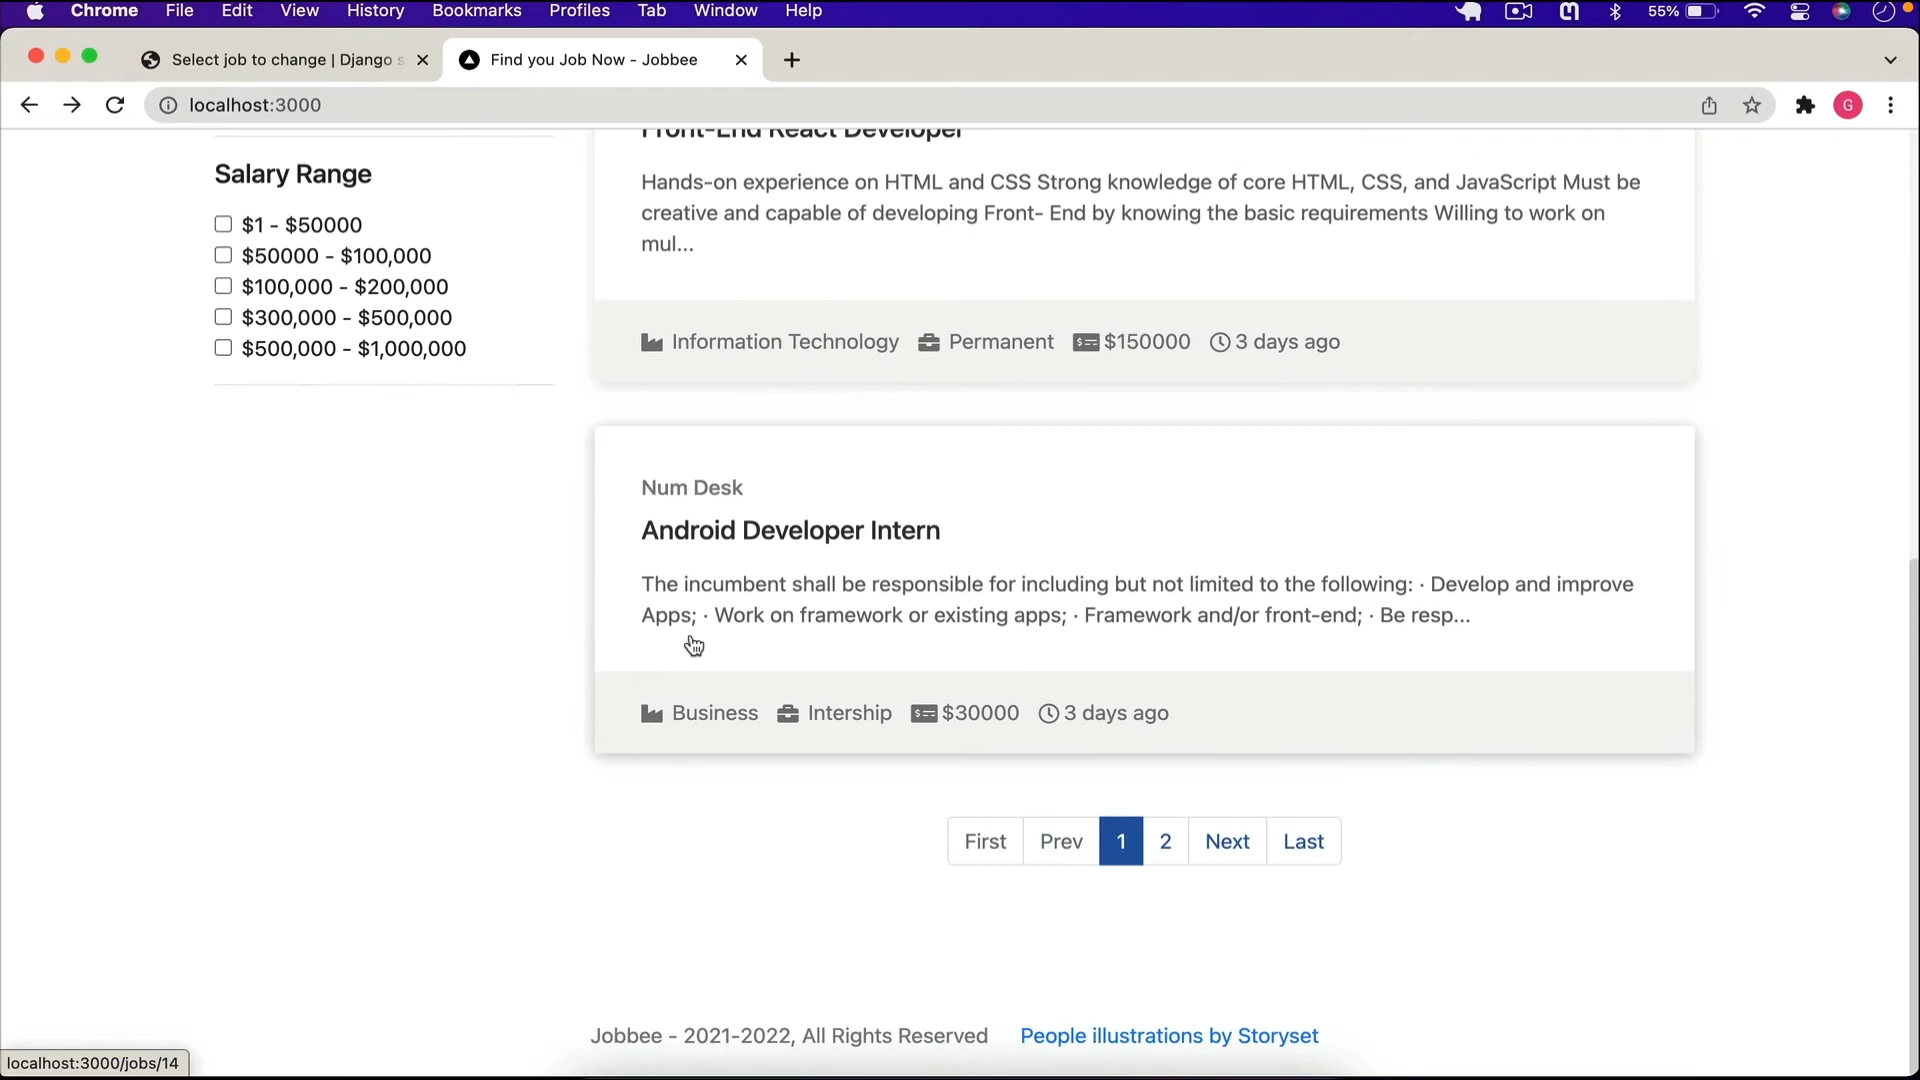 Chrome File Edit View History Bookmarks Profiles Tab Window Help 55%
Select job to change | Django s
Find you Job Now - Jobbee
localhost:3000
G
Front-End React Developer
Salary Range
$1 - $50000
$50000 - $100,000
$100,000 - $200,000
$300,000 - $500,000
$500,000 - $1,000,000
Hands-on experience on HTML and CSS Strong knowledge of core HTML, CSS, and JavaScript Must be
creative and capable of developing Front- End by knowing the basic requirements Willing to work on
mul...
Information Technology Permanent $150000 3 days ago
Num Desk
Android Developer Intern
The incumbent shall be responsible for including but not limited to the following: · Develop and improve
Apps; · Work on framework or existing apps; · Framework and/or front-end; · Be resp...
Business Intership $30000 3 days ago
First Prev 1 2 Next Last
Jobbee - 2021-2022, All Rights Reserved People illustrations by Storyset
localhost:3000/jobs/14